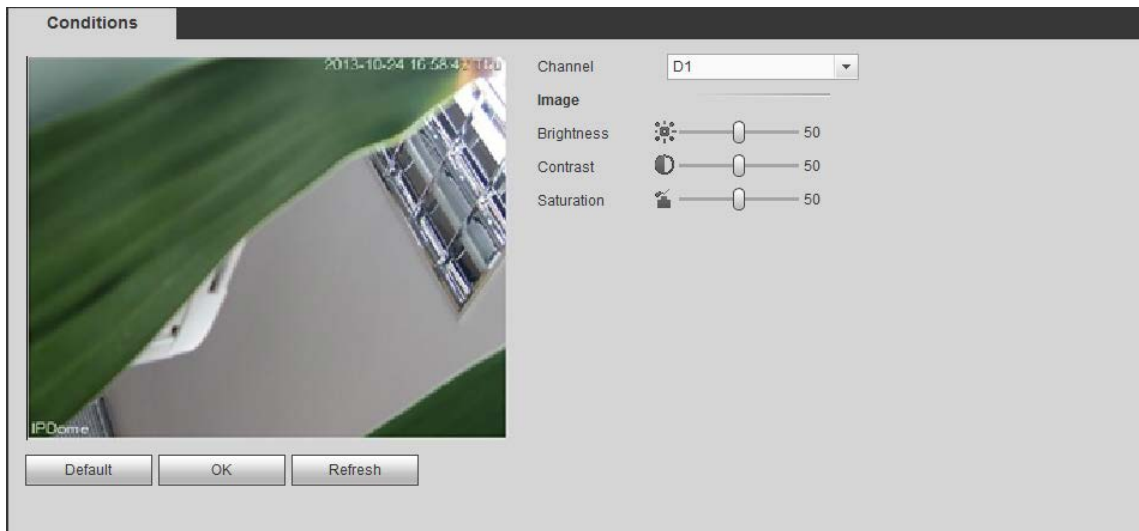 Conditions
2013-10-24 16:58:4
IPDome
Channel D1
Image
Brightness 50
Contrast 50
Saturation 50
Default OK Refresh